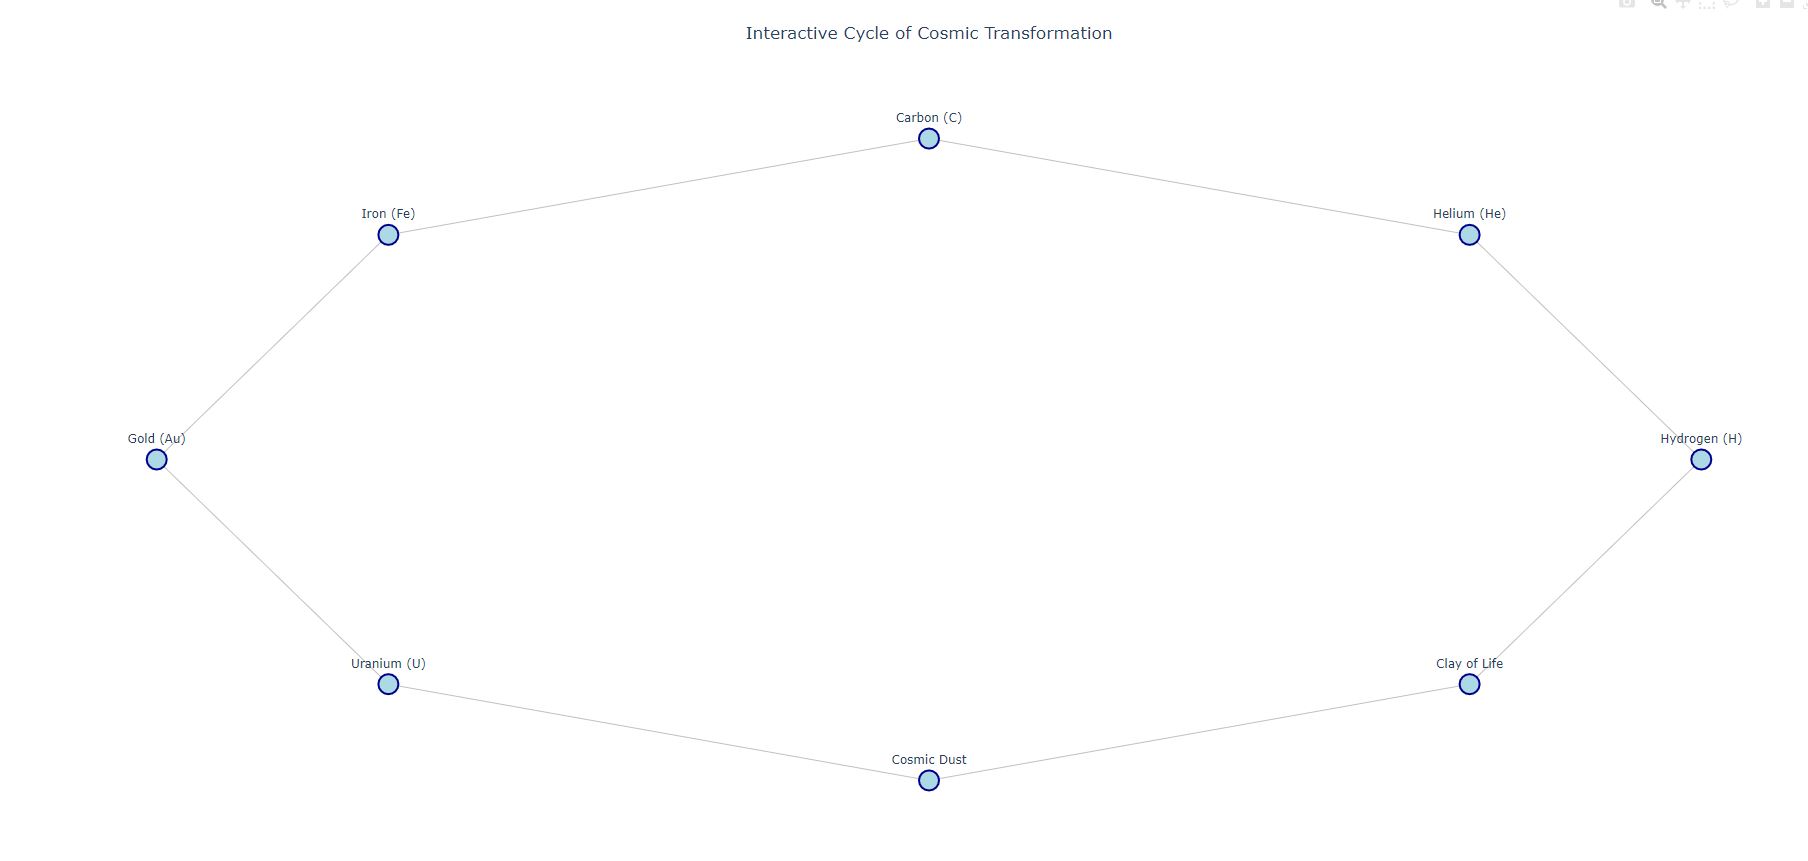 Interactive Cycle of Cosmic Transformation
Carbon (C)
Iron (Fe)
Helium (He)
Gold (Au)
Hydrogen (H)
Uranium (U)
Clay of Life
Cosmic Dust